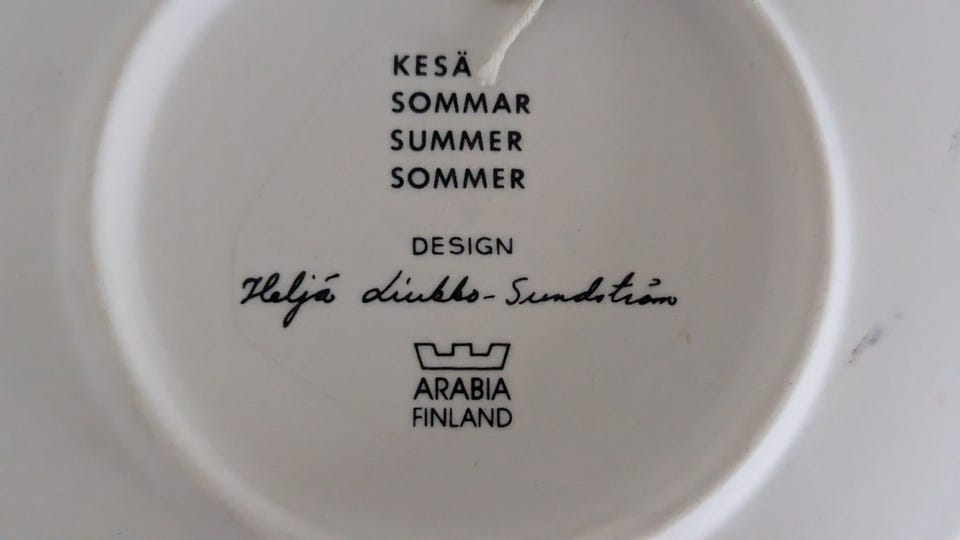 KESÄ
SOMMAR
SUMMER
SOMMER
DESIGN
Heljä Liukko-Sundström
ARABIA
FINLAND